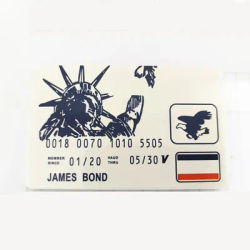 0018 0070 1010 5505
MEMBER SINCE 01/20 VALID THRU 05/30 V
JAMES BOND